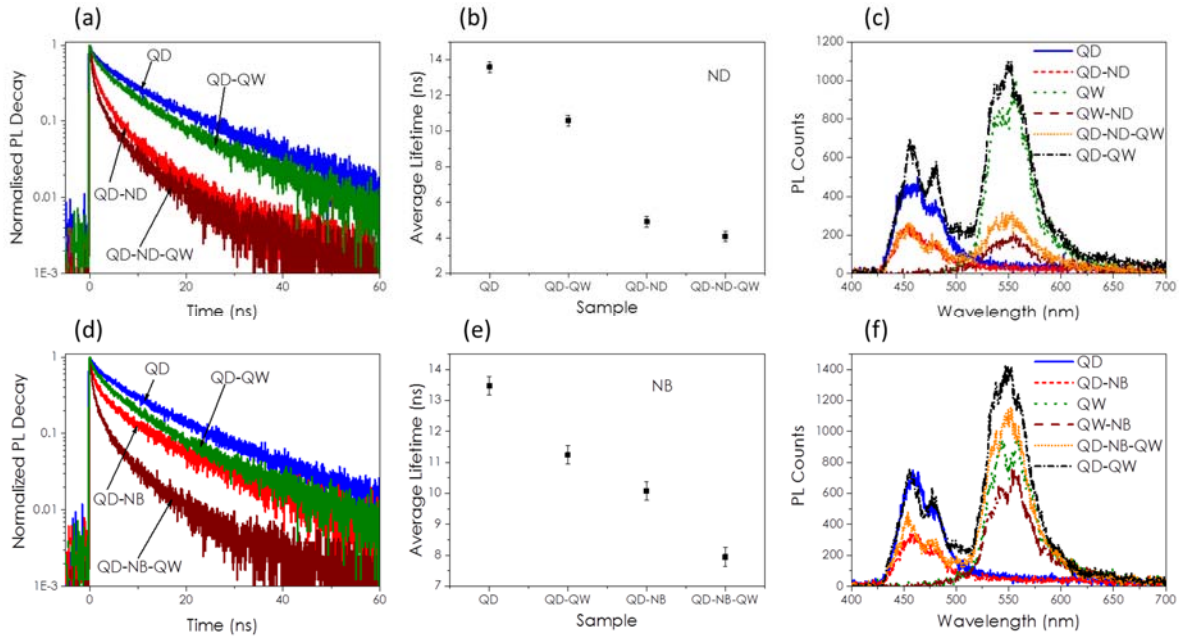 (a)
Normalised PL Decay
1
0.1
0.01
1E-3
QD
QD-QW
QD-ND
QD-ND-QW
0
20
40
60
Time (ns)
(b)
Average Lifetime (ns)
14
12
10
8
6
4
2
ND
QD
QD-QW
QD-ND
QD-ND-QW
Sample
(c)
PL Counts
1200
1000
800
600
400
200
0
QD
QD-ND
QW
QW-ND
QD-ND-QW
QD-QW
400
450
500
550
600
650
700
Wavelength (nm)
(d)
Normalized PL Decay
1
0.1
0.01
1E-3
QD
QD-QW
QD-NB
QD-NB-QW
0
20
40
60
Time (ns)
(e)
Average Lifetime (ns)
14
13
12
11
10
9
8
7
NB
QD
QD-QW
QD-NB
QD-NB-QW
Sample
(f)
PL Counts
1400
1200
1000
800
600
400
200
0
QD
QD-NB
QW
QW-NB
QD-NB-QW
QD-QW
400
450
500
550
600
650
700
Wavelength (nm)